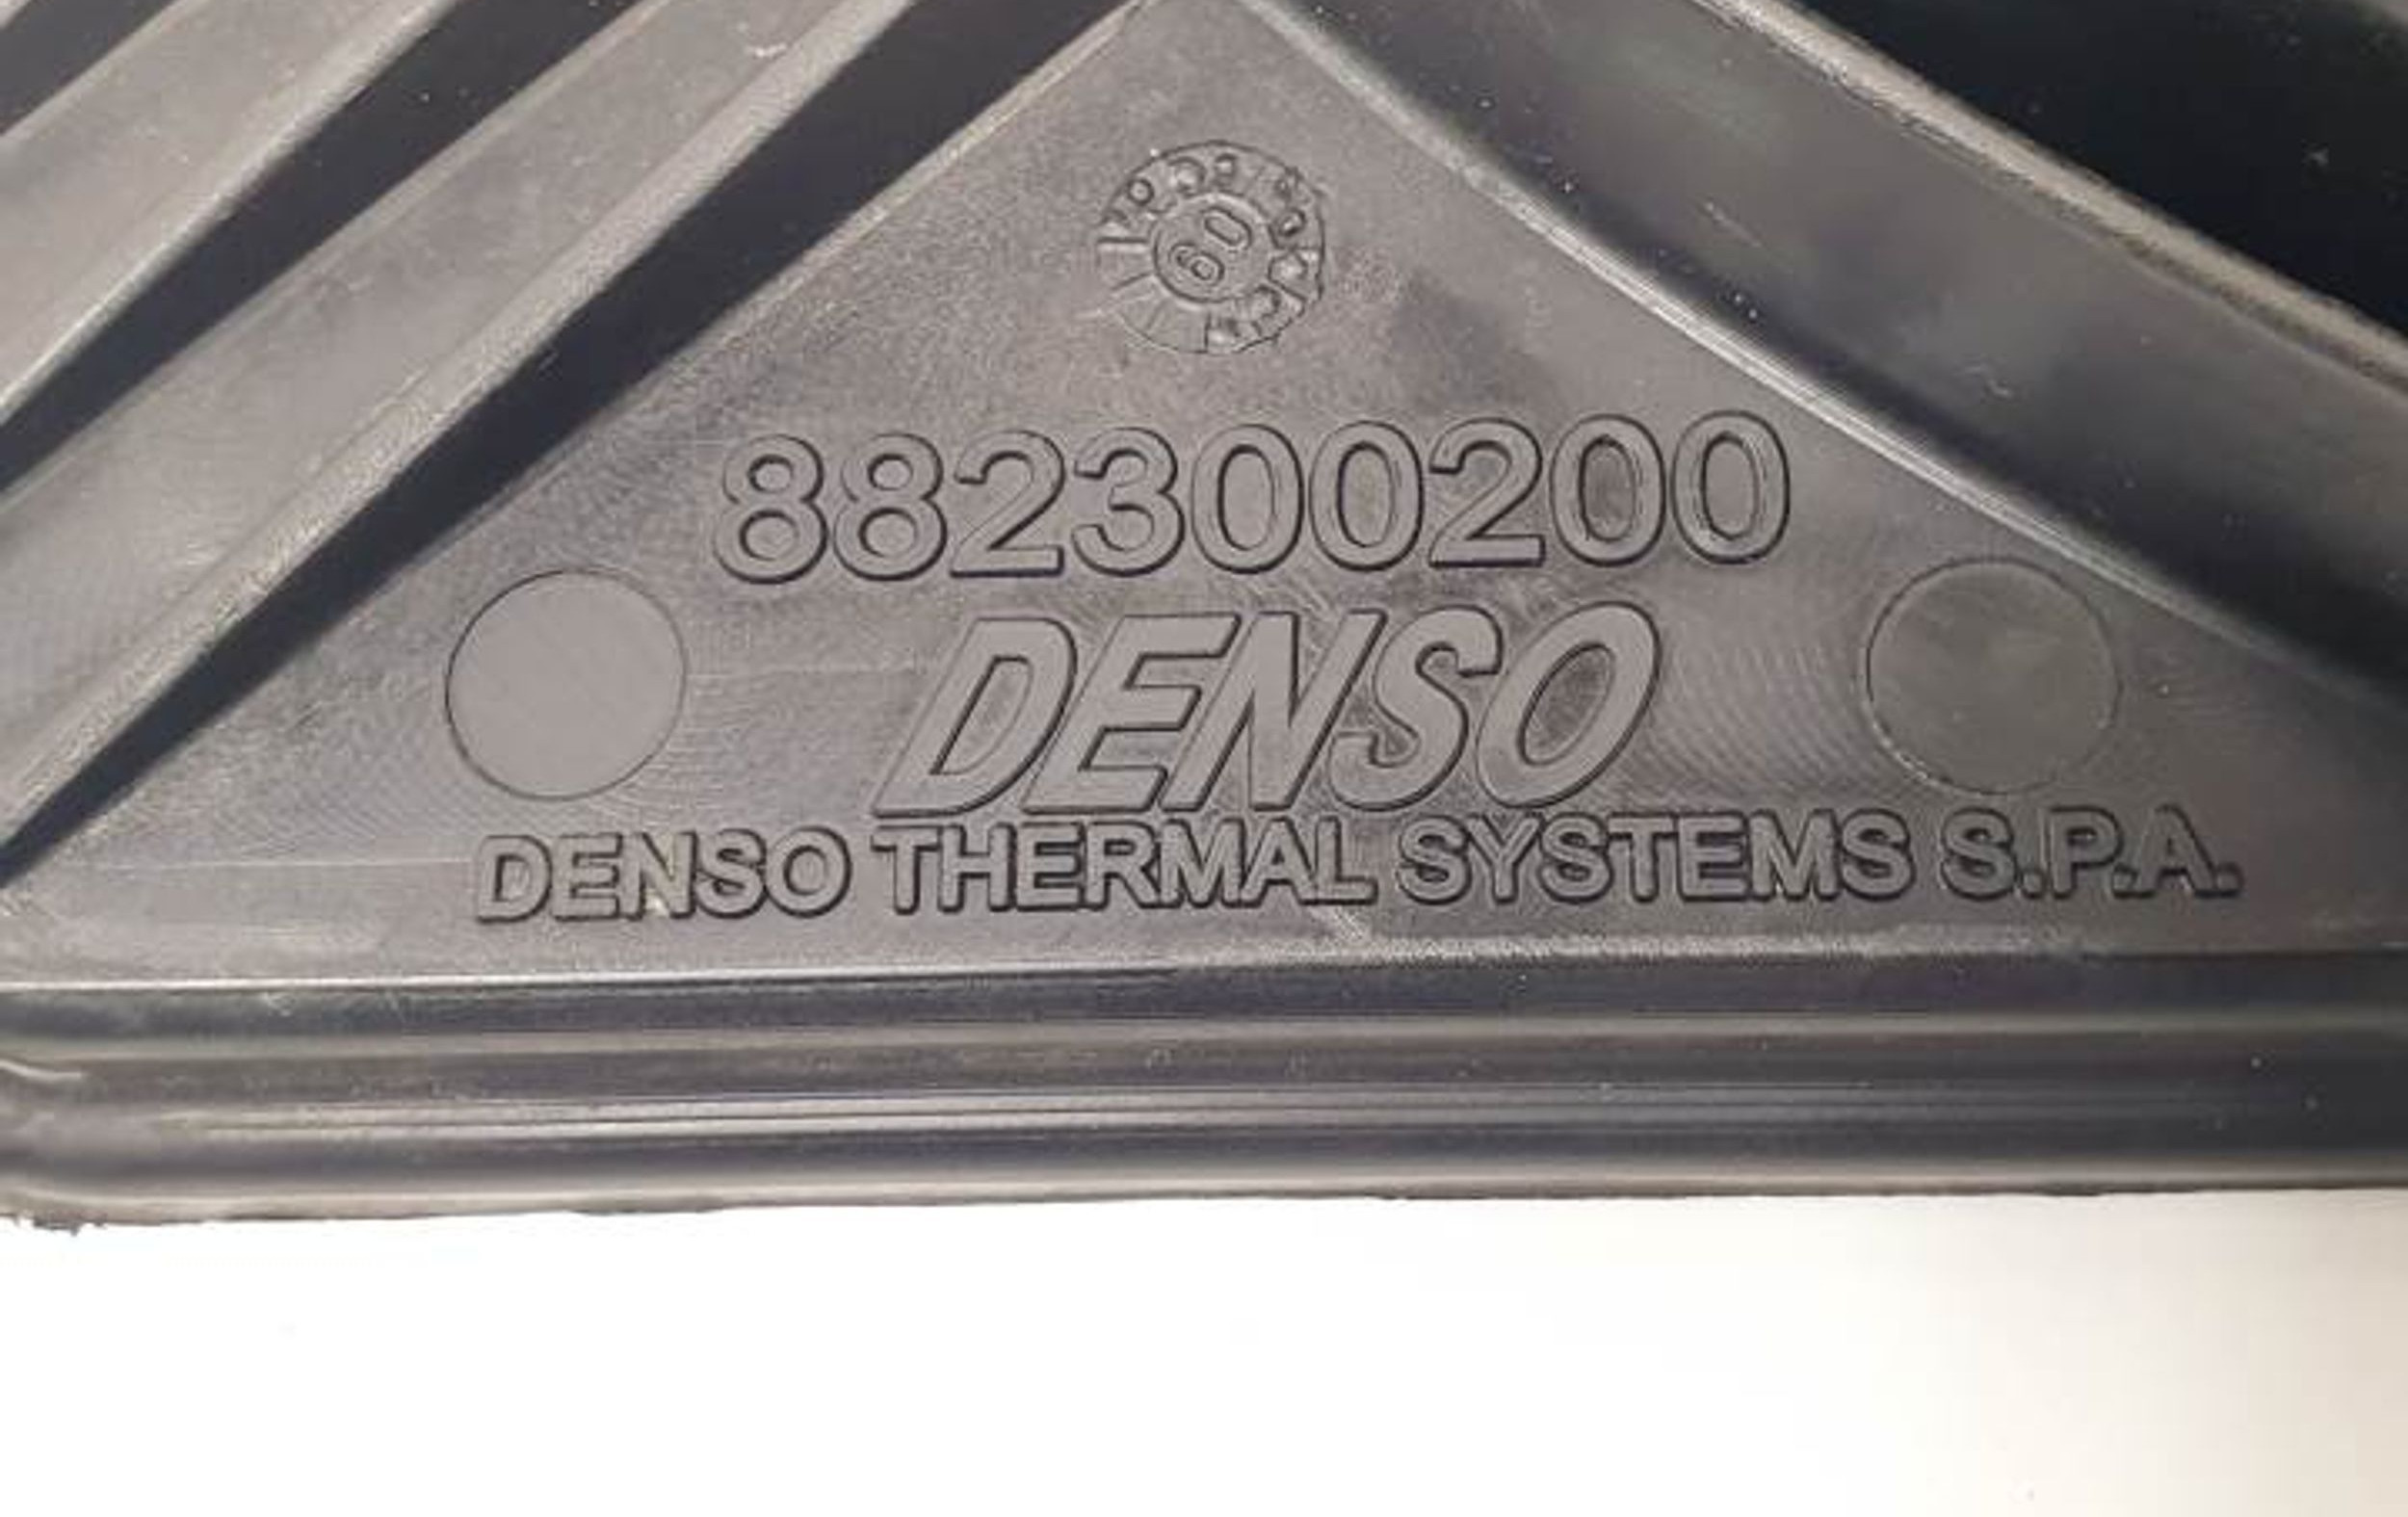 882300200
DENSO
DENSO THERMAL SYSTEMS S.P.A.